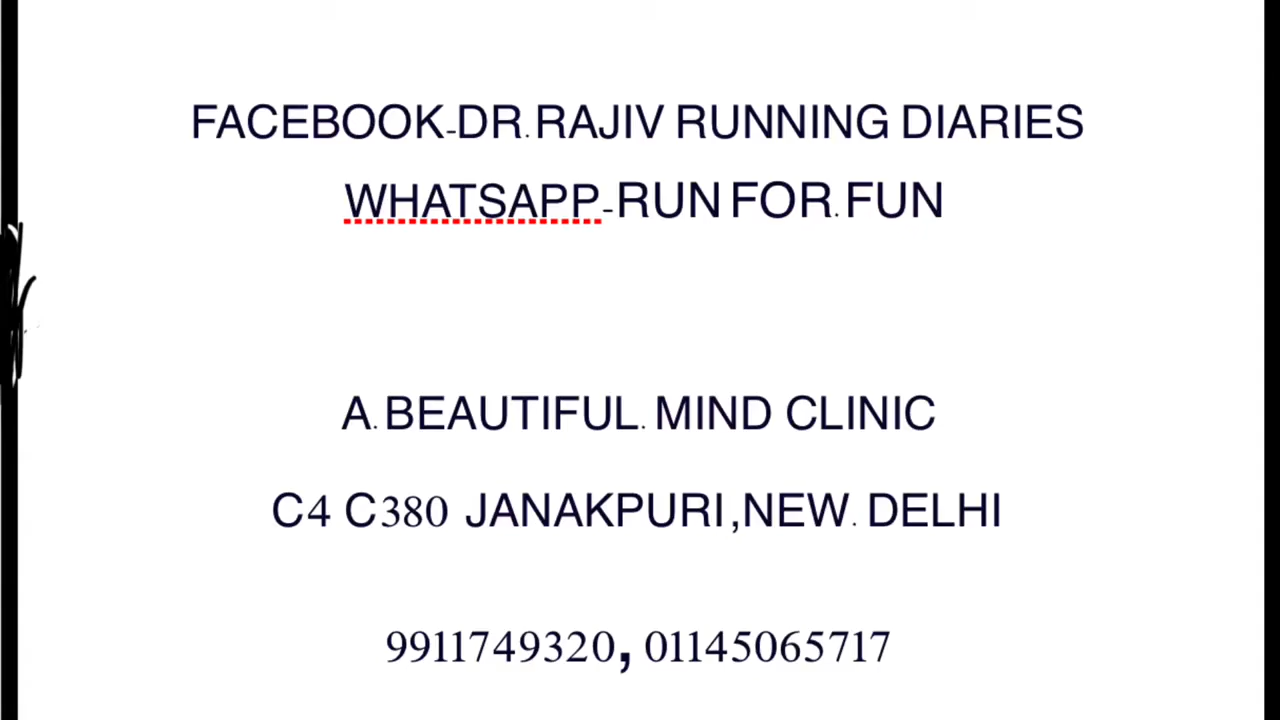 FACEBOOK-DR.RAJIV RUNNING DIARIES
WHATSAPP-RUN FOR.FUN
A.BEAUTIFUL.MIND CLINIC
C4 C380 JANAKPURI,NEW. DELHI
9911749320, 01145065717